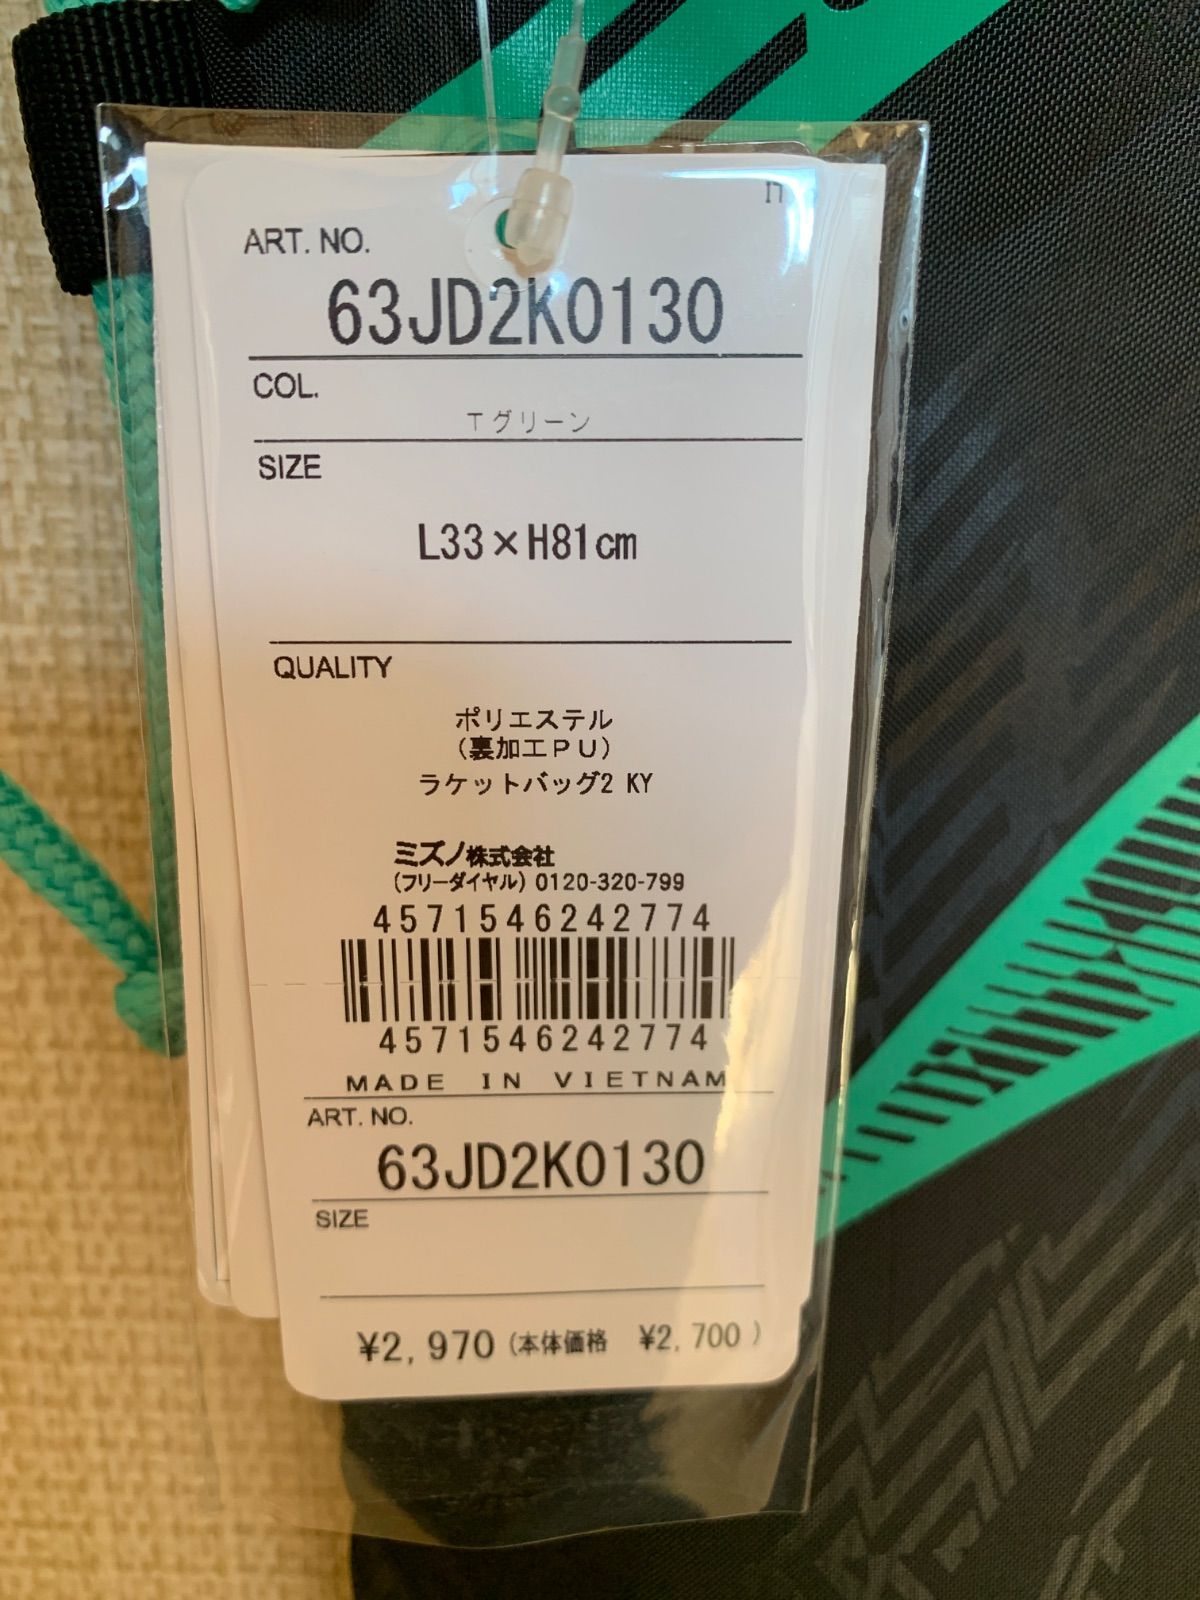 ART. NO.
63JD2K0130
COL.
Tグリーン
SIZE
L33×H81cm
QUALITY
ポリエステル
(裏加工PU)
ラケットバッグ2 KY
ミズノ株式会社
(フリーダイヤル) 0120-320-799
4571546242774
4571546242774
MADE IN VIETNAM
ART. NO.
63JD2K0130
SIZE
¥2,970 (本体価格 ¥2,700)